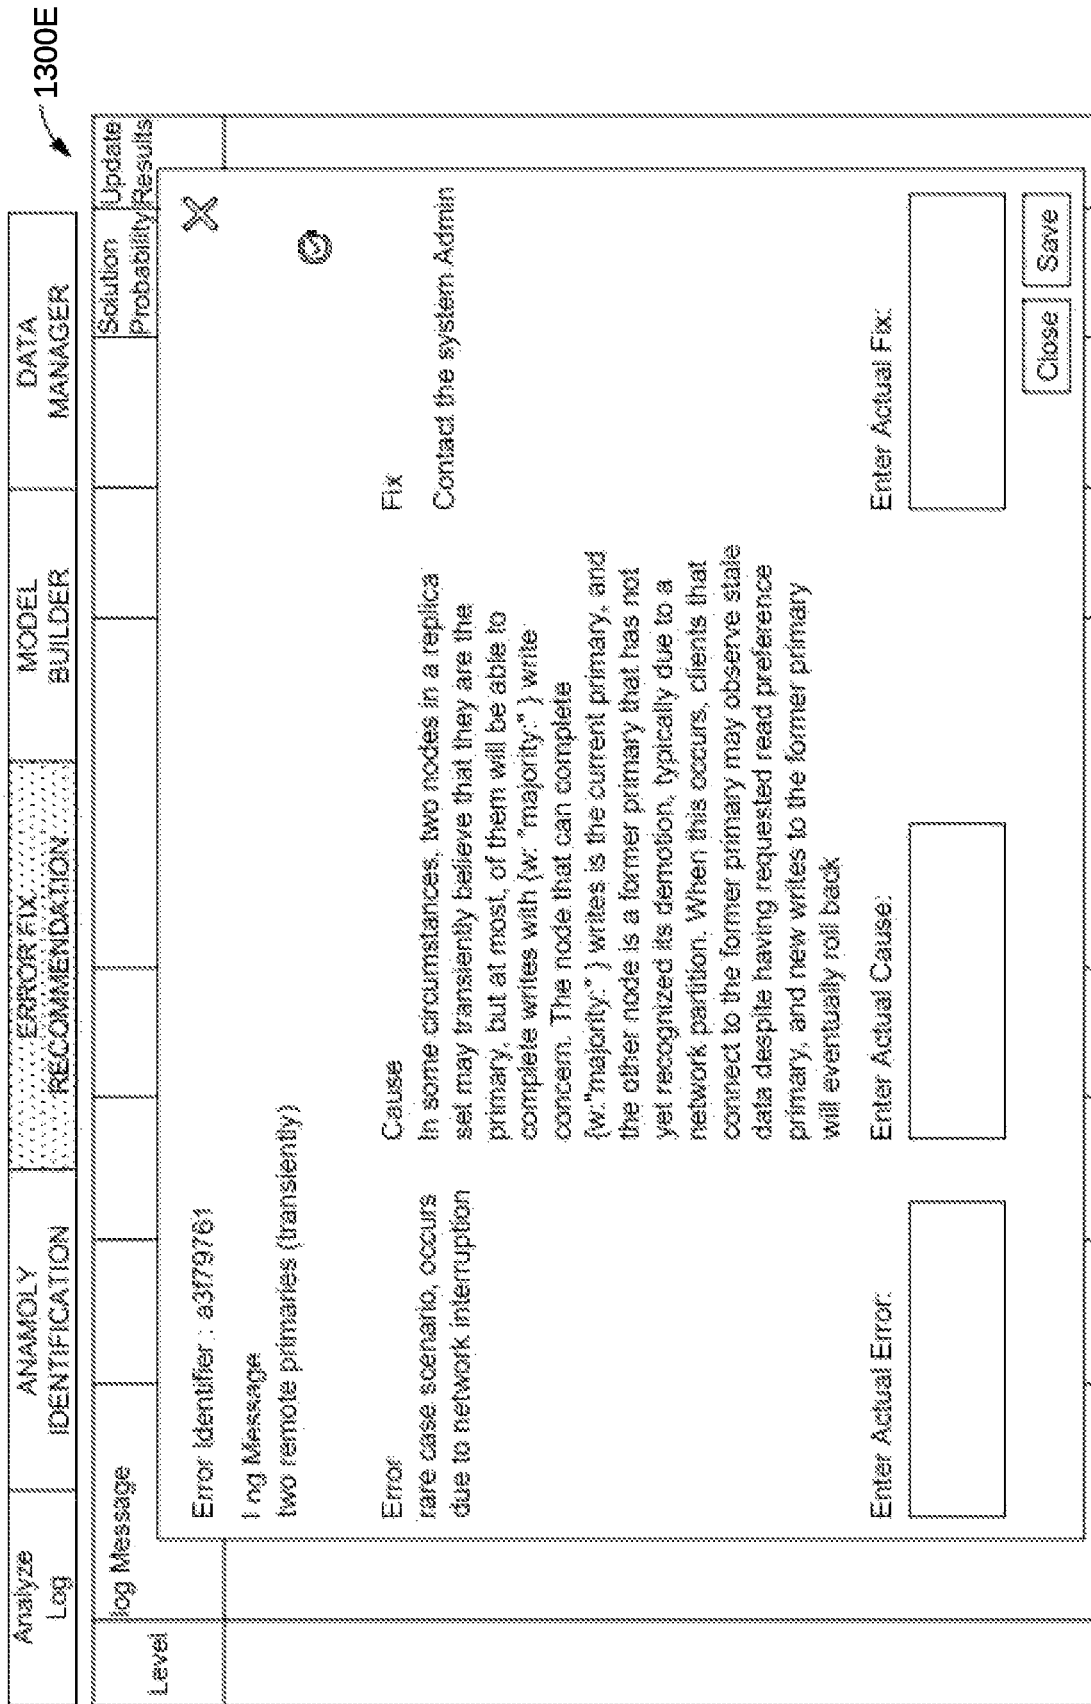 1300E
Analyze
Log
ANAMOLY
IDENTIFICATION
ERROR FIX
RECOMMENDATION
MODEL
BUILDER
DATA
MANAGER
Level
log Message
Solution
Probability
Update
Results
Error Identifier : a3f79761
Message
two remote primaries (transiently)
Error
rare case scenario, occurs
due to network interruption
Cause
In some circumstances, two nodes in a replica
set may transiently believe that they are the
primary, but at most, of them will be able to
complete writes with {w: "majority:" } write
concern. The node that can complete
{w:"majority:" } writes is the current primary, and
the other node is a former primary that has not
yet recognized its demotion, typically due to a
network partition. When this occurs, clients that
connect to the former primary may observe stale
data despite having requested read preference
primary, and new writes to the former primary
will eventually roll back
Fix
Contact the system Admin
Enter Actual Error:
Enter Actual Cause:
Enter Actual Fix:
Close
Save